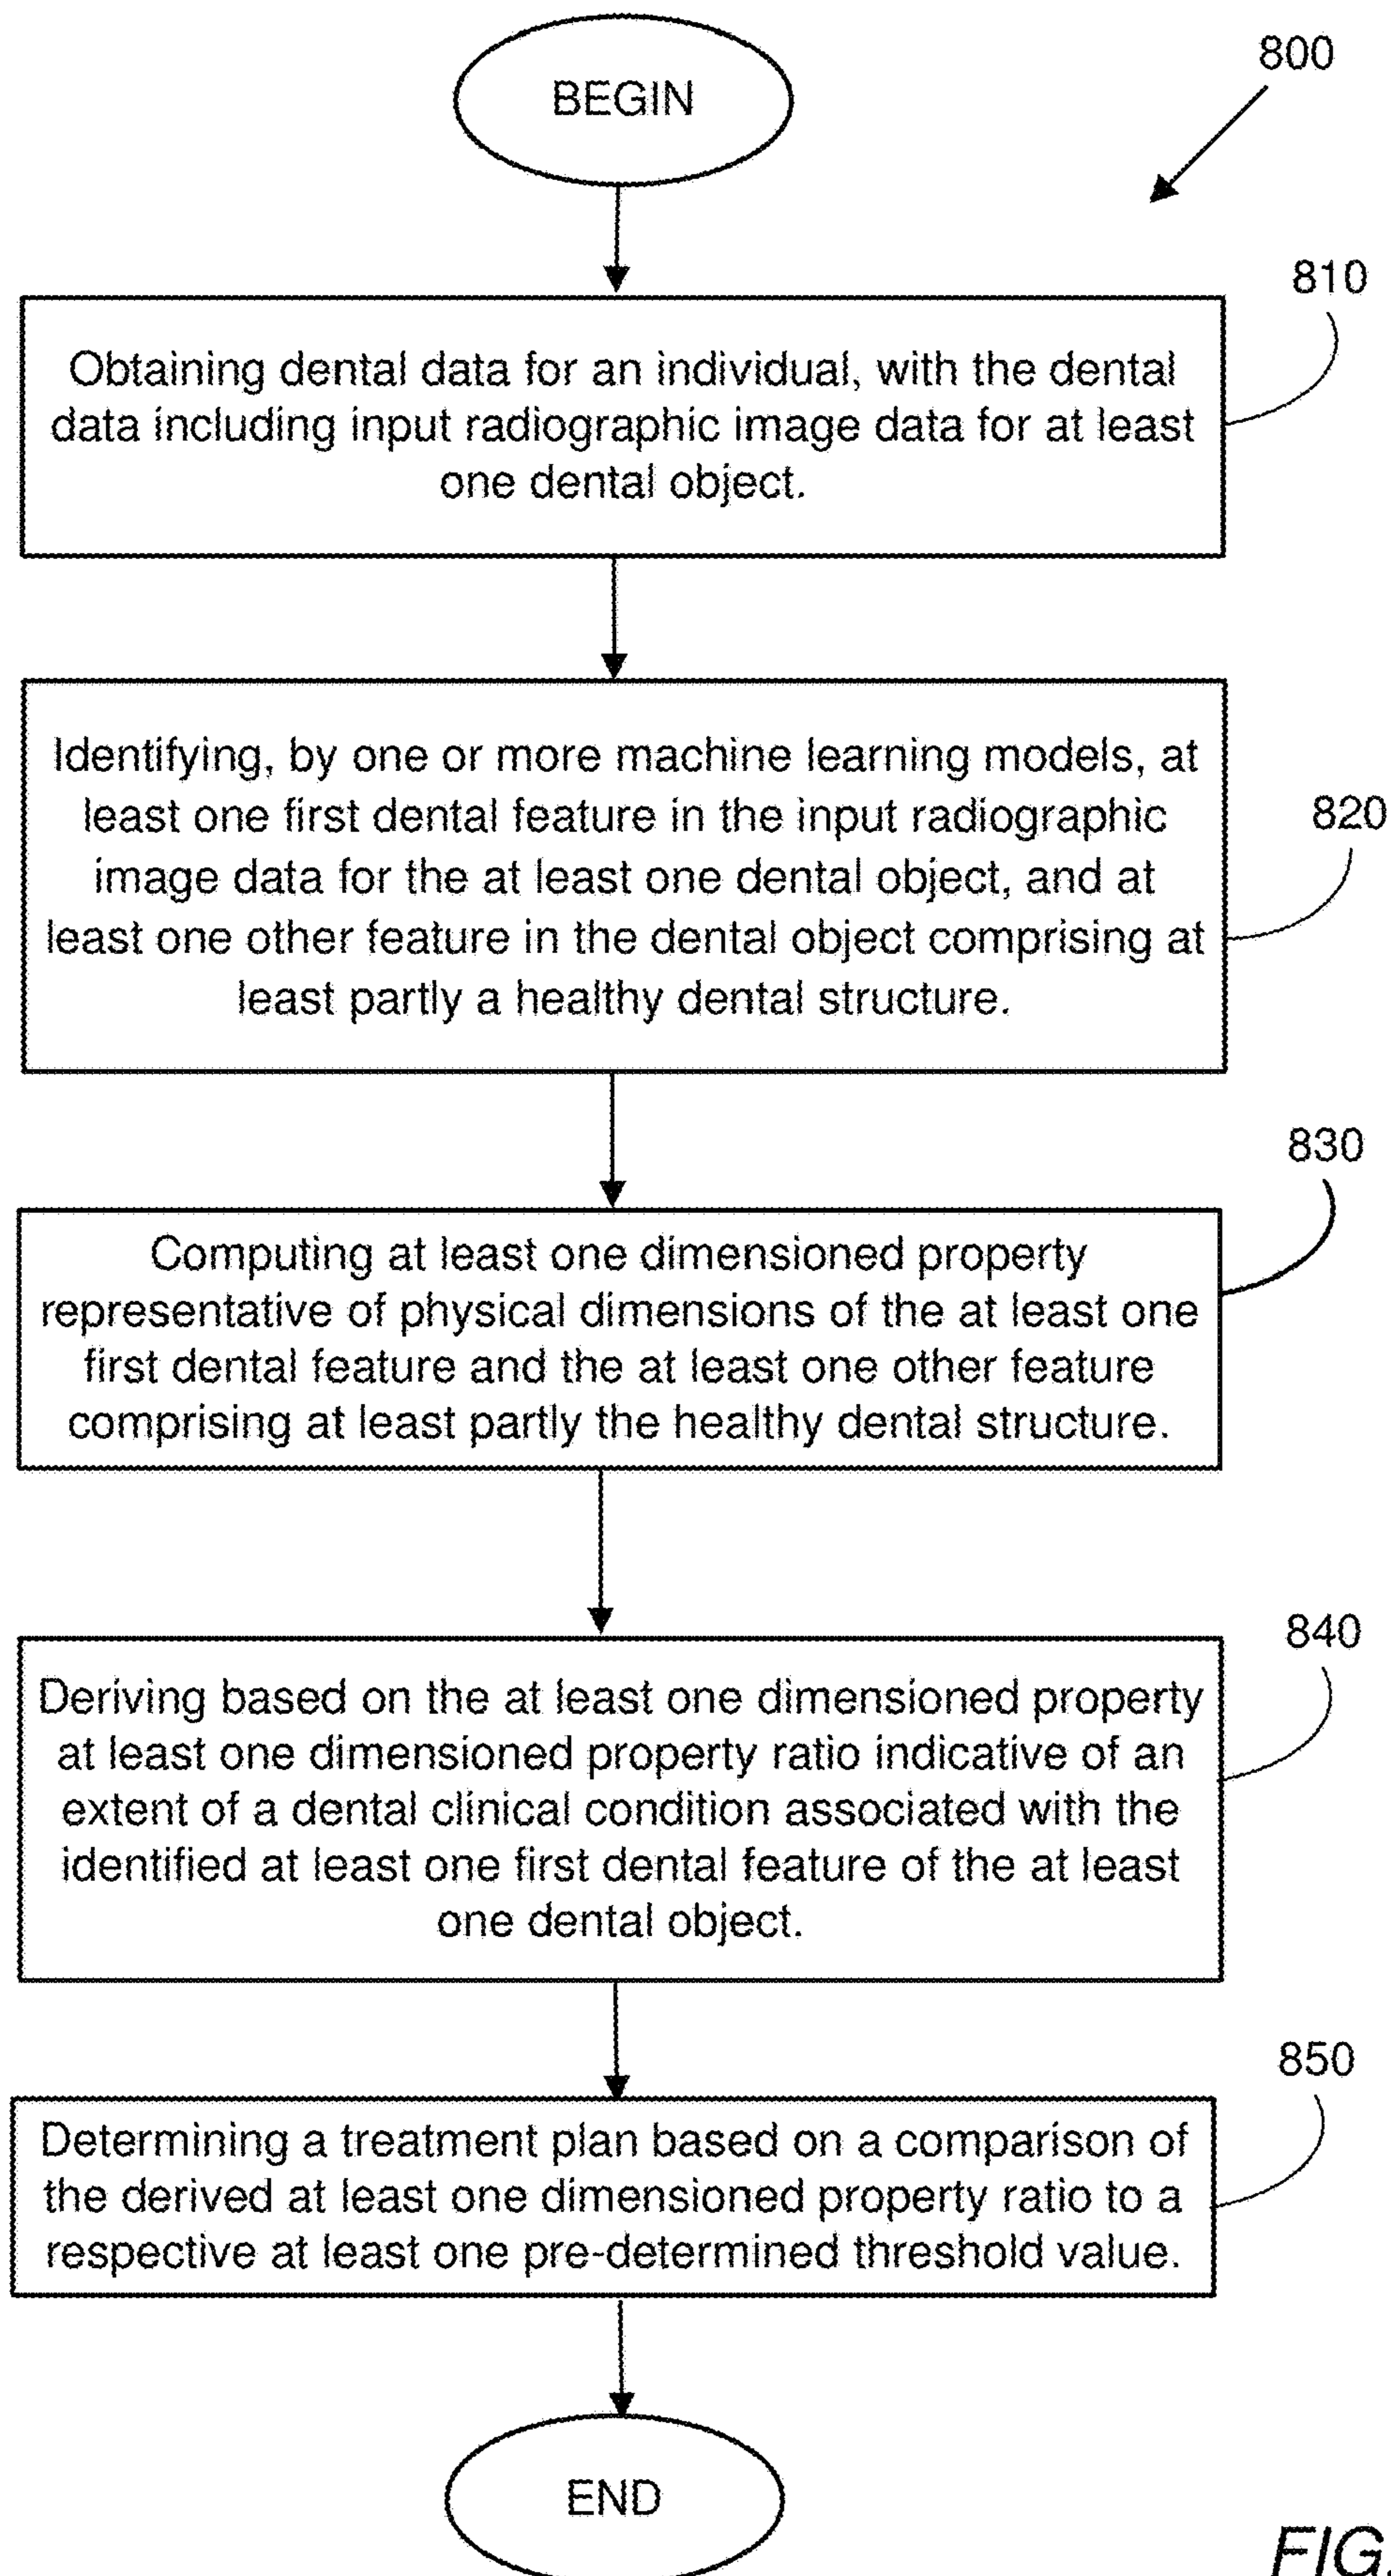 BEGIN
800
810
Obtaining dental data for an individual, with the dental
data including input radiographic image data for at least
one dental object.
820
Identifying, by one or more machine learning models, at
least one first dental feature in the input radiographic
image data for the at least one dental object, and at
least one other feature in the dental object comprising at
least partly a healthy dental structure.
830
Computing at least one dimensioned property
representative of physical dimensions of the at least one
first dental feature and the at least one other feature
comprising at least partly the healthy dental structure.
840
Deriving based on the at least one dimensioned property
at least one dimensioned property ratio indicative of an
extent of a dental clinical condition associated with the
identified at least one first dental feature of the at least
one dental object.
850
Determining a treatment plan based on a comparison of
the derived at least one dimensioned property ratio to a
respective at least one pre-determined threshold value.
END
FIG.